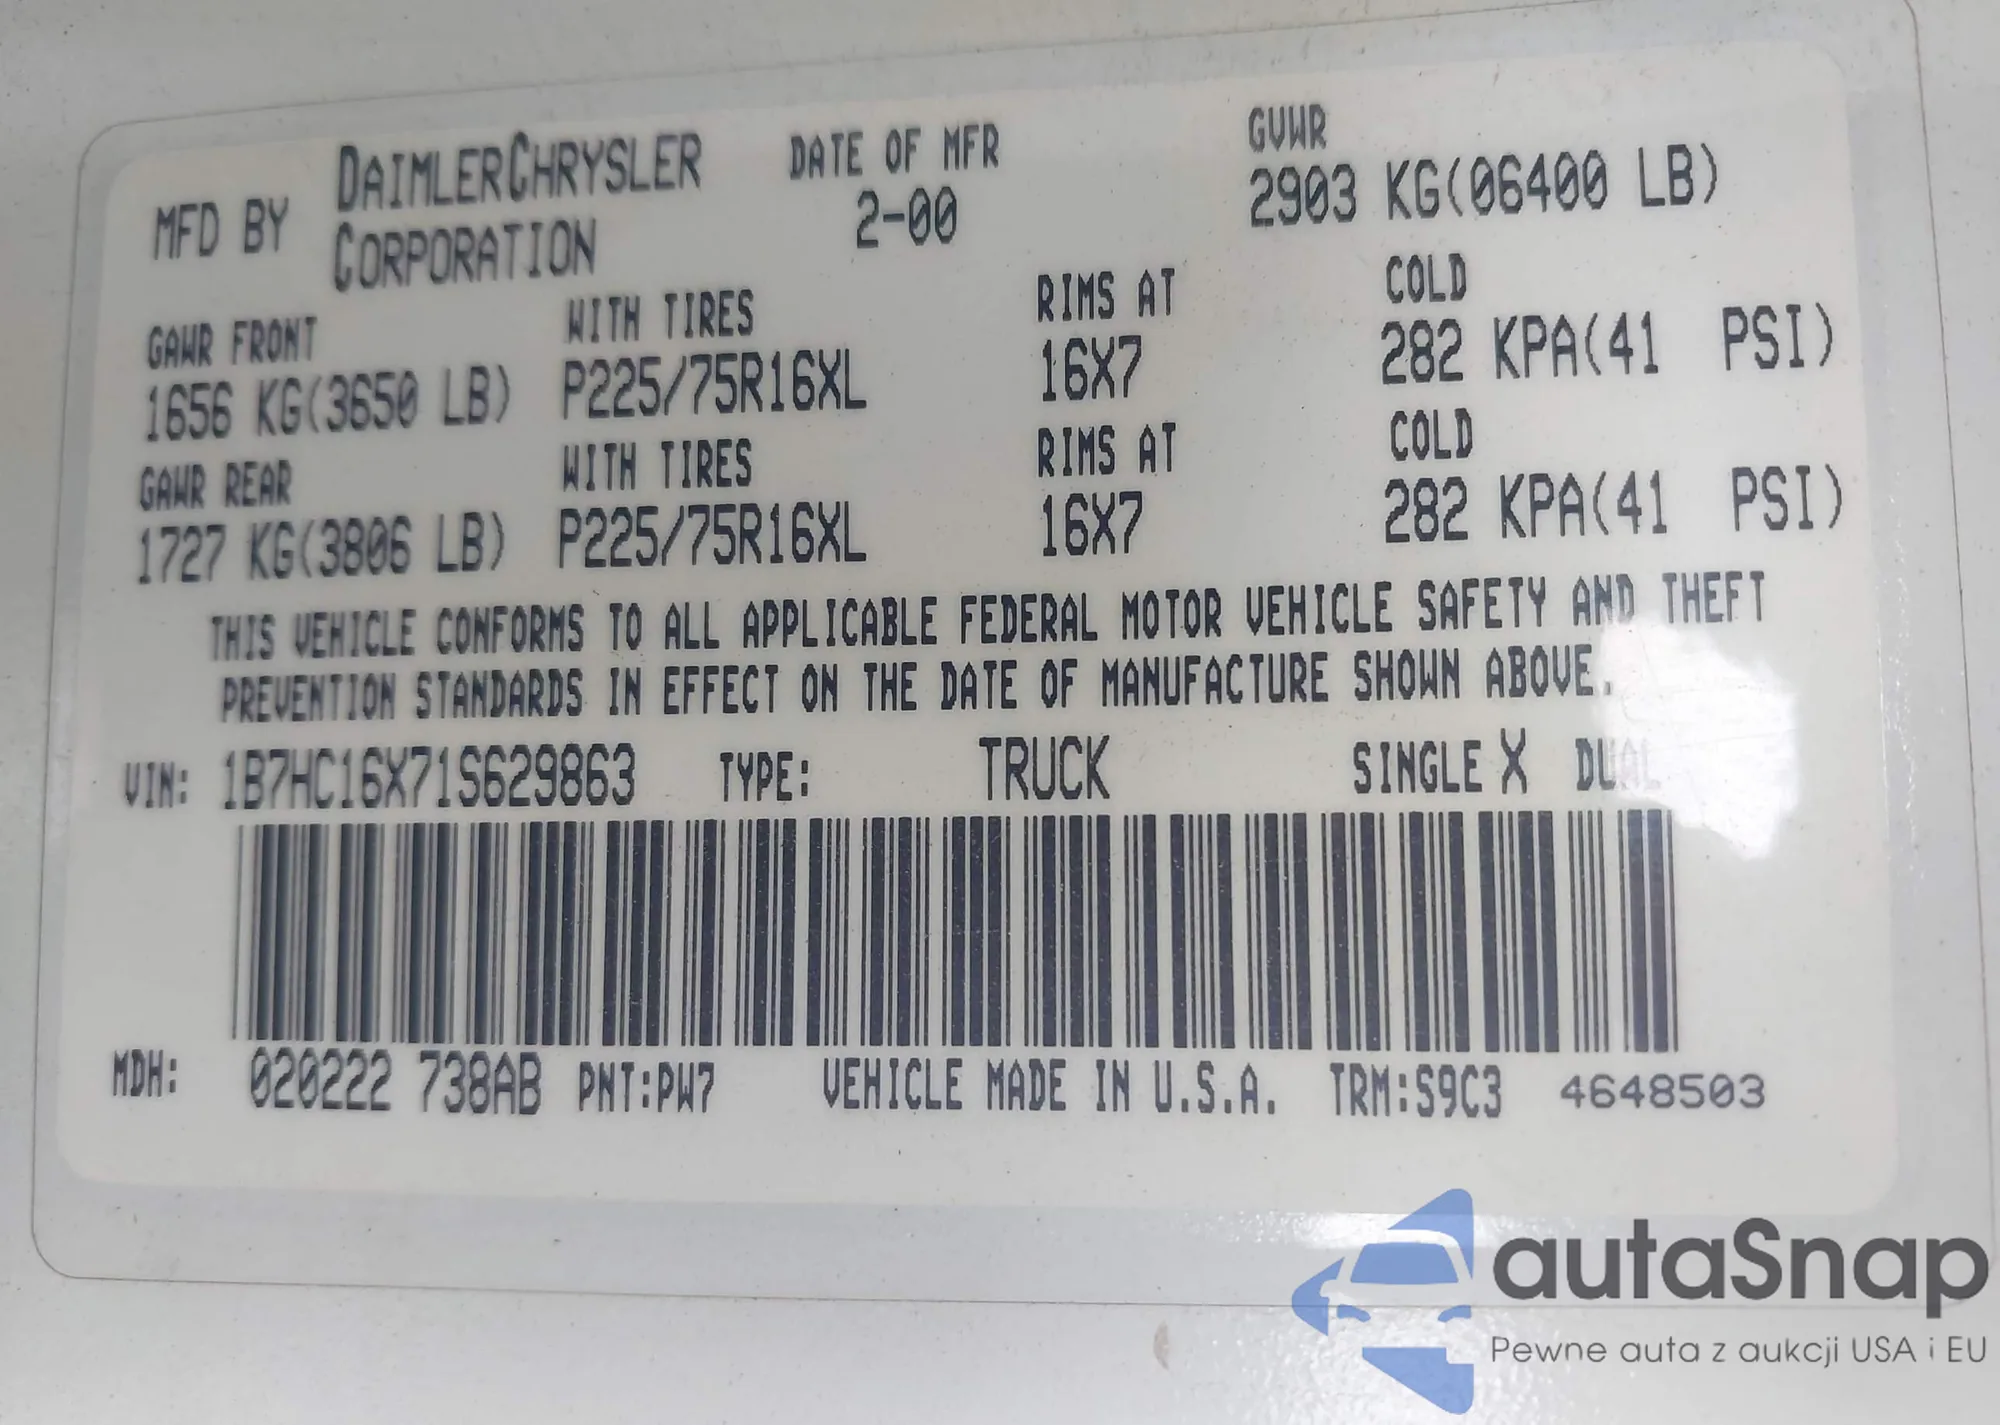 MFD BY DAIMLERCHRYSLER CORPORATION DATE OF MFR 2-00 GVWR 2903 KG(06400 LB)
GAWR FRONT WITH TIRES RIMS AT COLD
1656 KG(3650 LB) P225/75R16XL 16X7 282 KPA(41 PSI)
GAWR REAR WITH TIRES RIMS AT COLD
1727 KG(3806 LB) P225/75R16XL 16X7 282 KPA(41 PSI)
THIS VEHICLE CONFORMS TO ALL APPLICABLE FEDERAL MOTOR VEHICLE SAFETY AND THEFT
PREVENTION STANDARDS IN EFFECT ON THE DATE OF MANUFACTURE SHOWN ABOVE.
VIN: 1B7HC16X71S629863 TYPE: TRUCK SINGLE X DUAL
MDH: 020222 738AB PNT:PW7 VEHICLE MADE IN U.S.A. TRM:S9C3 4648503
autaSnap
Pewne auta z aukcji USA i EU